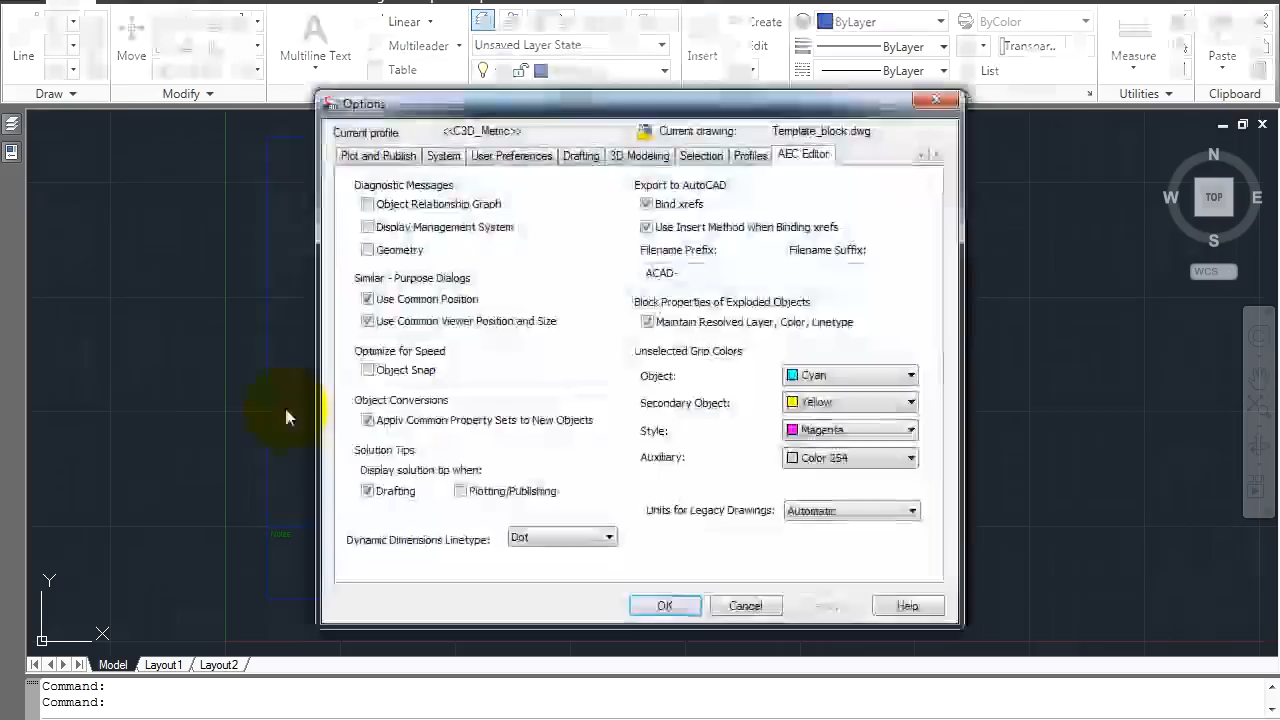 Line
Move
Multiline Text
Linear
Multileader
Table
Unsaved Layer State
Insert
Create
Edit
ByLayer
ByLayer
ByLayer
ByColor
Transpar...
List
Measure
Paste
Draw
Modify
Utilities
Clipboard
Options
Current profile: <<C3D_Metric>> Current drawing: Template_block.dwg
Plot and Publish System User Preferences Drafting 3D Modeling Selection Profiles AEC Editor
Diagnostic Messages
Object Relationship Graph
Display Management System
Geometry
Similar - Purpose Dialogs
Use Common Position
Use Common Viewer Position and Size
Optimize for Speed
Object Snap
Object Conversions
Apply Common Property Sets to New Objects
Solution Tips
Display solution tip when:
Drafting Plotting/Publishing
Dynamic Dimensions Linetype: Dot
Export to AutoCAD
Bind xrefs
Use Insert Method when Binding xrefs
Filename Prefix: Filename Suffix:
ACAD-
Block Properties of Exploded Objects
Maintain Resolved Layer, Color, Linetype
Unselected Grip Colors
Object: Cyan
Secondary Object: Yellow
Style: Magenta
Auxiliary: Color 254
Units for Legacy Drawings: Automatic
OK Cancel Help
N
W TOP E
S
WCS
Notes
Y
X
Model Layout1 Layout2
Command:
Command: